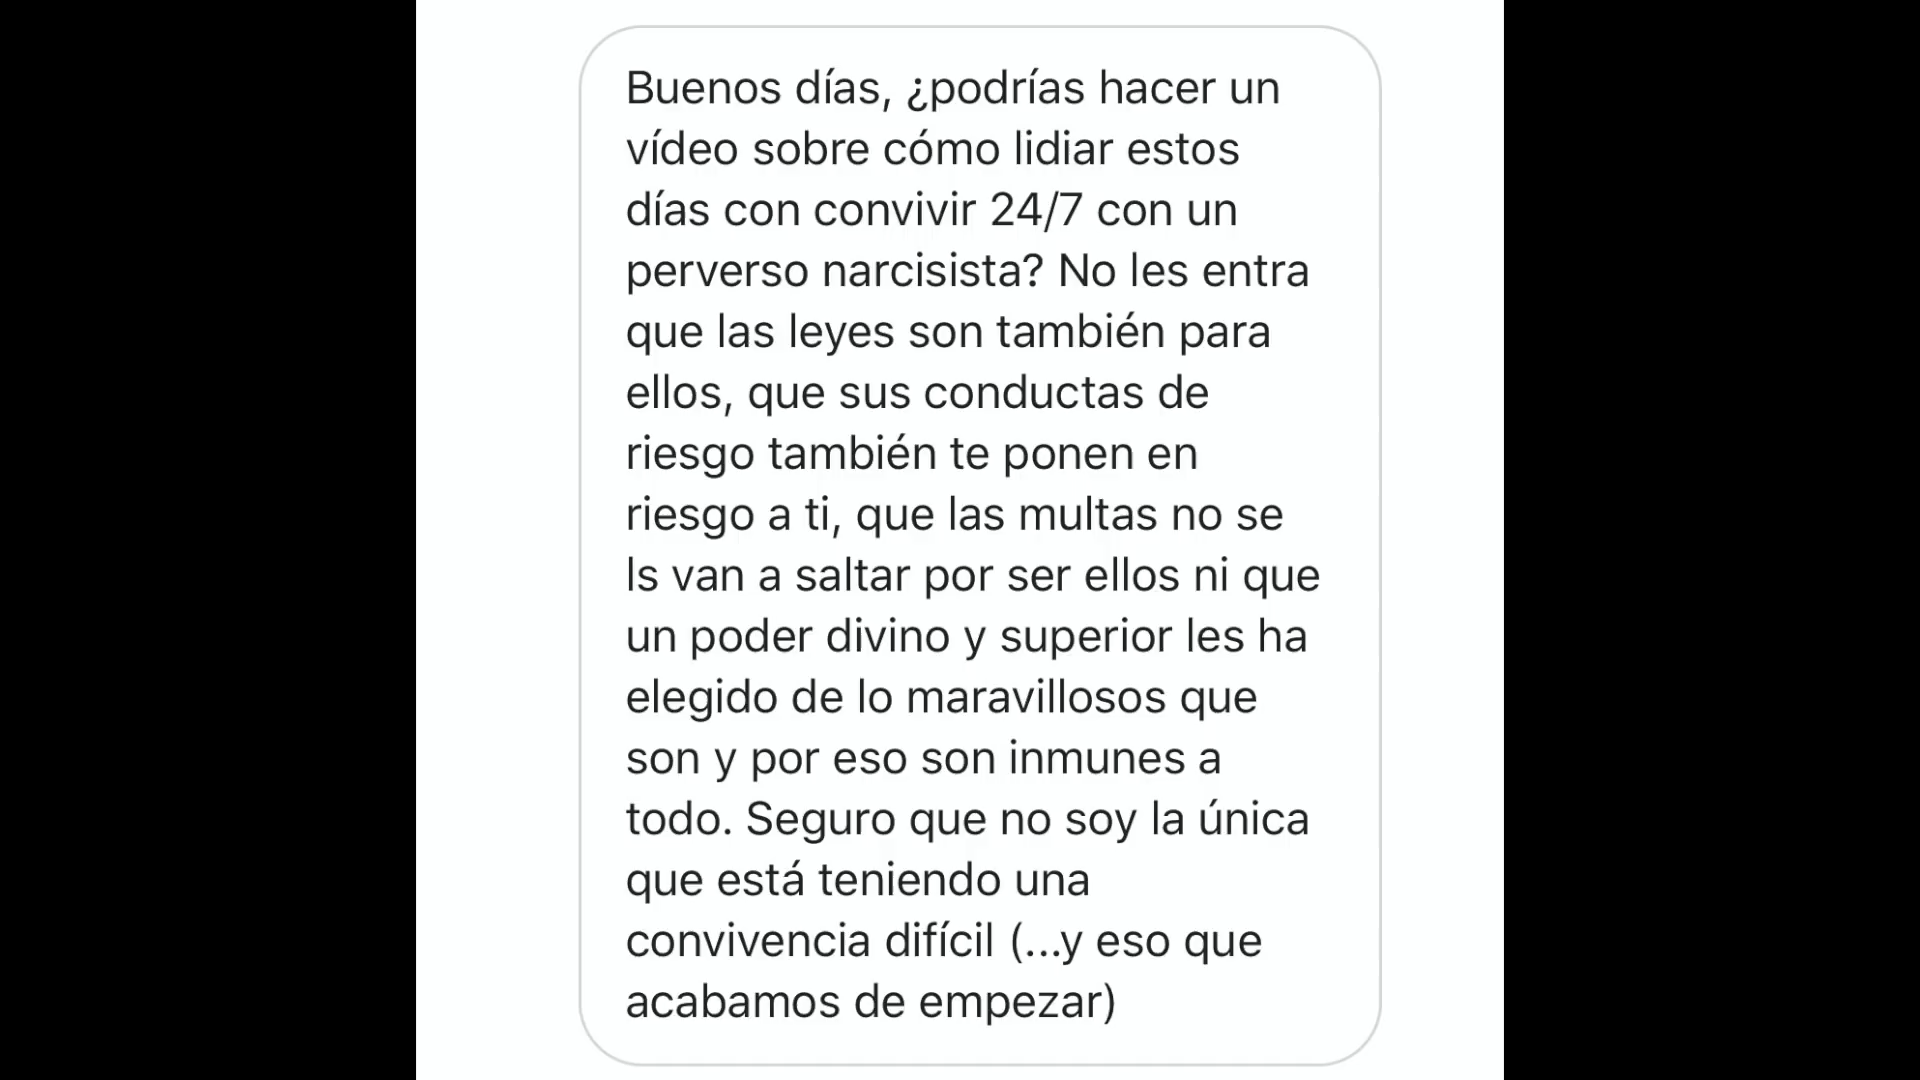 Buenos días, ¿podrías hacer un
vídeo sobre cómo lidiar estos
días con convivir 24/7 con un
perverso narcisista? No les entra
que las leyes son también para
ellos, que sus conductas de
riesgo también te ponen en
riesgo a ti, que las multas no se
ls van a saltar por ser ellos ni que
un poder divino y superior les ha
elegido de lo maravillosos que
son y por eso son inmunes a
todo. Seguro que no soy la única
que está teniendo una
convivencia difícil (...y eso que
acabamos de empezar)